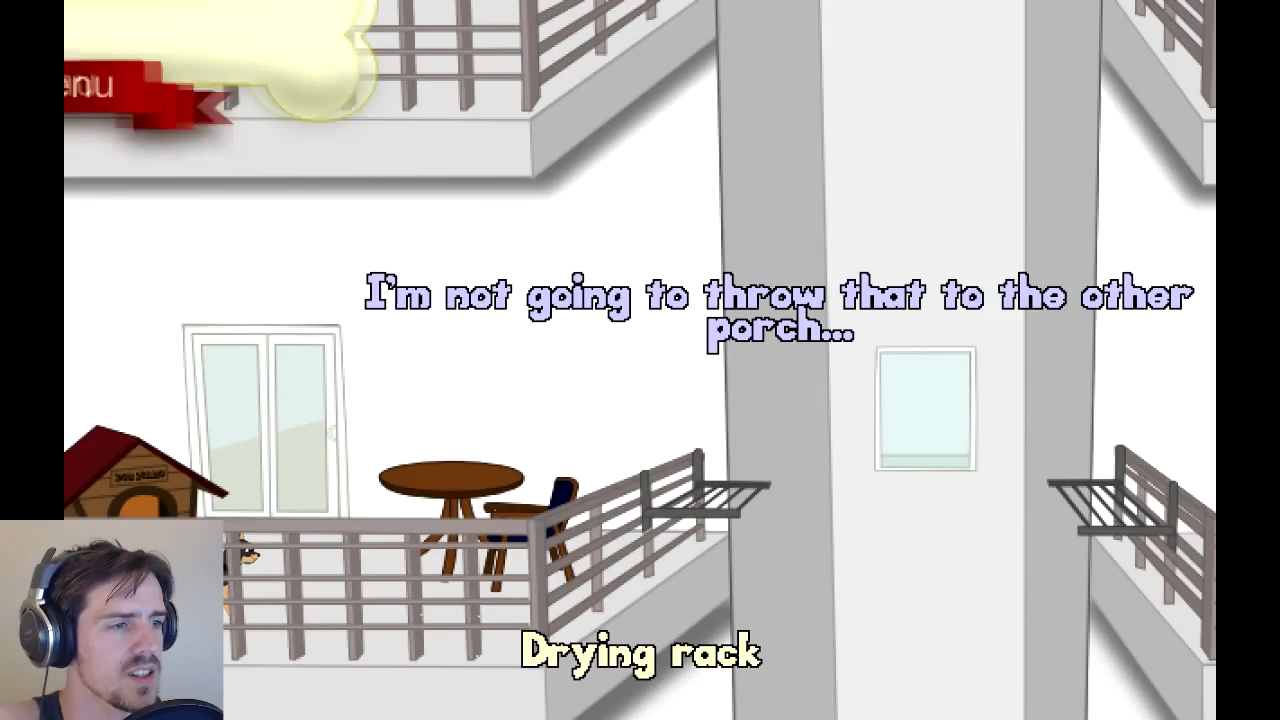 enu
I'm not going to throw that to the other
porch...
Drying rack